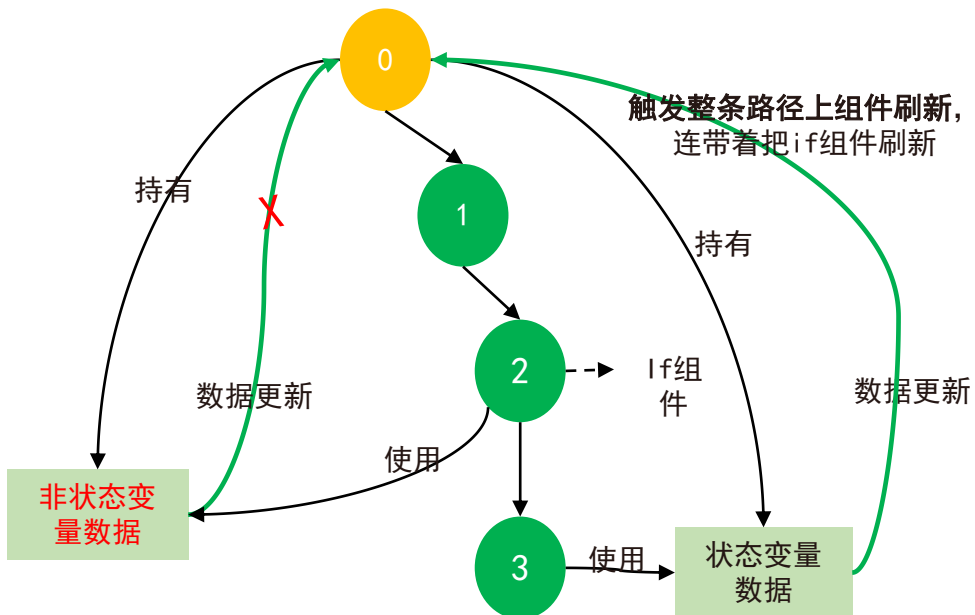 0
触发整条路径上组件刷新,
连带着把if组件刷新
持有
X
1
持有
2
If组
件
数据更新
数据更新
使用
非状态变
量数据
3
使用
状态变量
数据